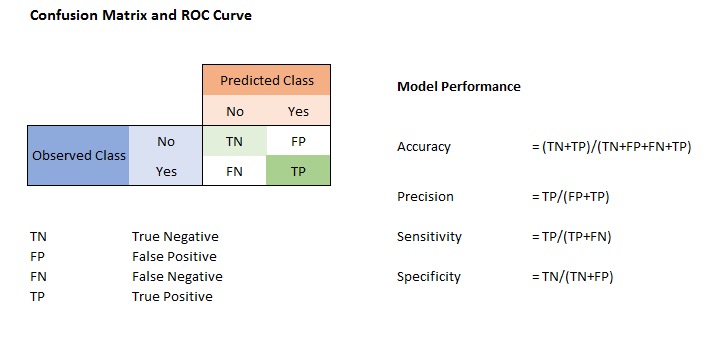 Confusion Matrix and ROC Curve
Predicted Class
No Yes
Observed Class
No TN FP
Yes FN TP
TN True Negative
FP False Positive
FN False Negative
TP True Positive
Model Performance
Accuracy = (TN+TP)/(TN+FP+FN+TP)
Precision = TP/(FP+TP)
Sensitivity = TP/(TP+FN)
Specificity = TN/(TN+FP)